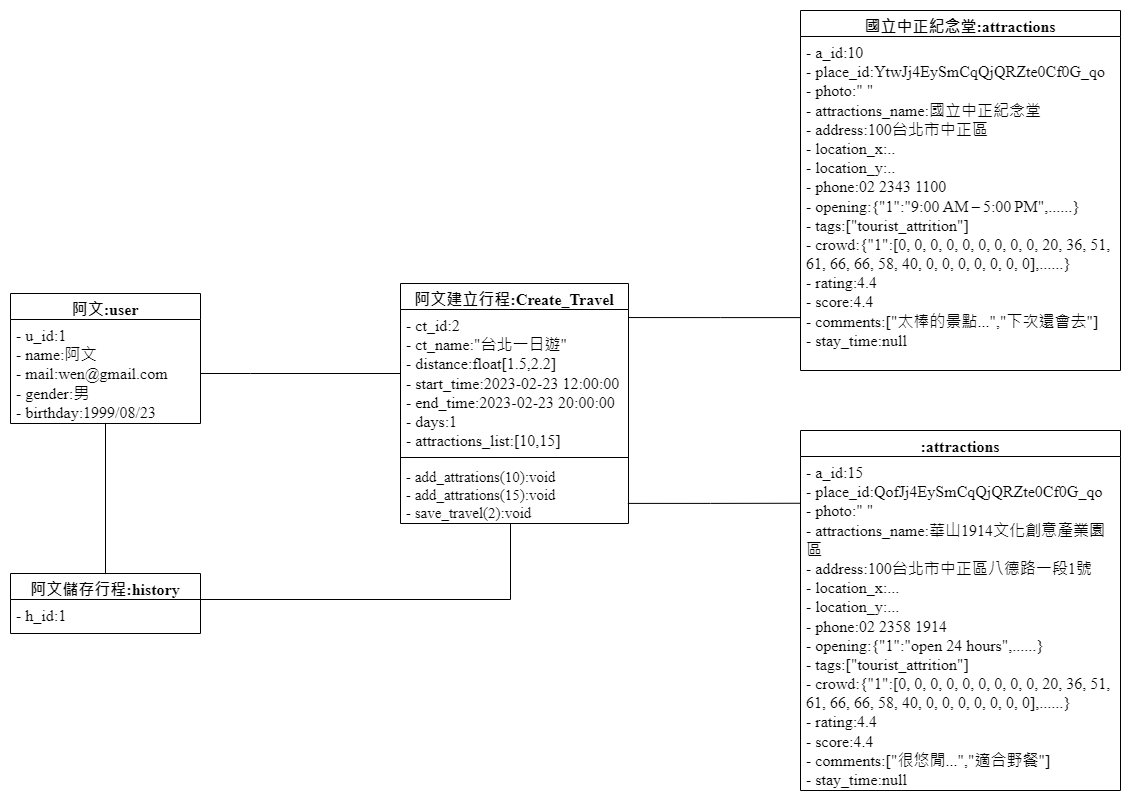 國立中正紀念堂:attractions
- a_id:10
- place_id:YtwJj4EySmCqQjQRZte0Cf0G_qo
- photo:" "
- attractions_name:國立中正紀念堂
- address:100台北市中正區
- location_x:..
- location_y:..
- phone:02 2343 1100
- opening:{"1":"9:00 AM – 5:00 PM",......}
- tags:["tourist_attrition"]
- crowd:{"1":[0, 0, 0, 0, 0, 0, 0, 0, 0, 20, 36, 51,
61, 66, 66, 58, 40, 0, 0, 0, 0, 0, 0, 0],......}
- rating:4.4
- score:4.4
- comments:["太棒的景點...","下次還會去"]
- stay_time:null
阿文:user
- u_id:1
- name:阿文
- mail:wen@gmail.com
- gender:男
- birthday:1999/08/23
阿文建立行程:Create_Travel
- ct_id:2
- ct_name:"台北一日遊"
- distance:float[1.5,2.2]
- start_time:2023-02-23 12:00:00
- end_time:2023-02-23 20:00:00
- days:1
- attractions_list:[10,15]
- add_attrations(10):void
- add_attrations(15):void
- save_travel(2):void
:attractions
- a_id:15
- place_id:QofJj4EySmCqQjQRZte0Cf0G_qo
- photo:" "
- attractions_name:華山1914文化創意產業園
區
- address:100台北市中正區八德路一段1號
- location_x:...
- location_y:...
- phone:02 2358 1914
- opening:{"1":"open 24 hours",......}
- tags:["tourist_attrition"]
- crowd:{"1":[0, 0, 0, 0, 0, 0, 0, 0, 0, 20, 36, 51,
61, 66, 66, 58, 40, 0, 0, 0, 0, 0, 0, 0],......}
- rating:4.4
- score:4.4
- comments:["很悠閒...","適合野餐"]
- stay_time:null
阿文儲存行程:history
- h_id:1